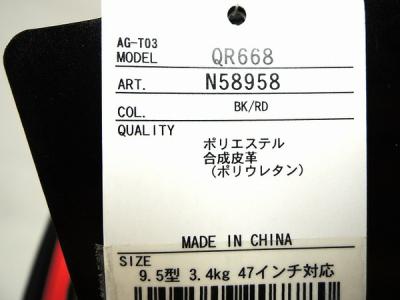 AG-T03
MODEL QR668
ART. N58958
COL. BK/RD
QUALITY
ポリエステル
合成皮革
(ポリウレタン)
MADE IN CHINA
SIZE
9.5型 3.4kg 47インチ対応